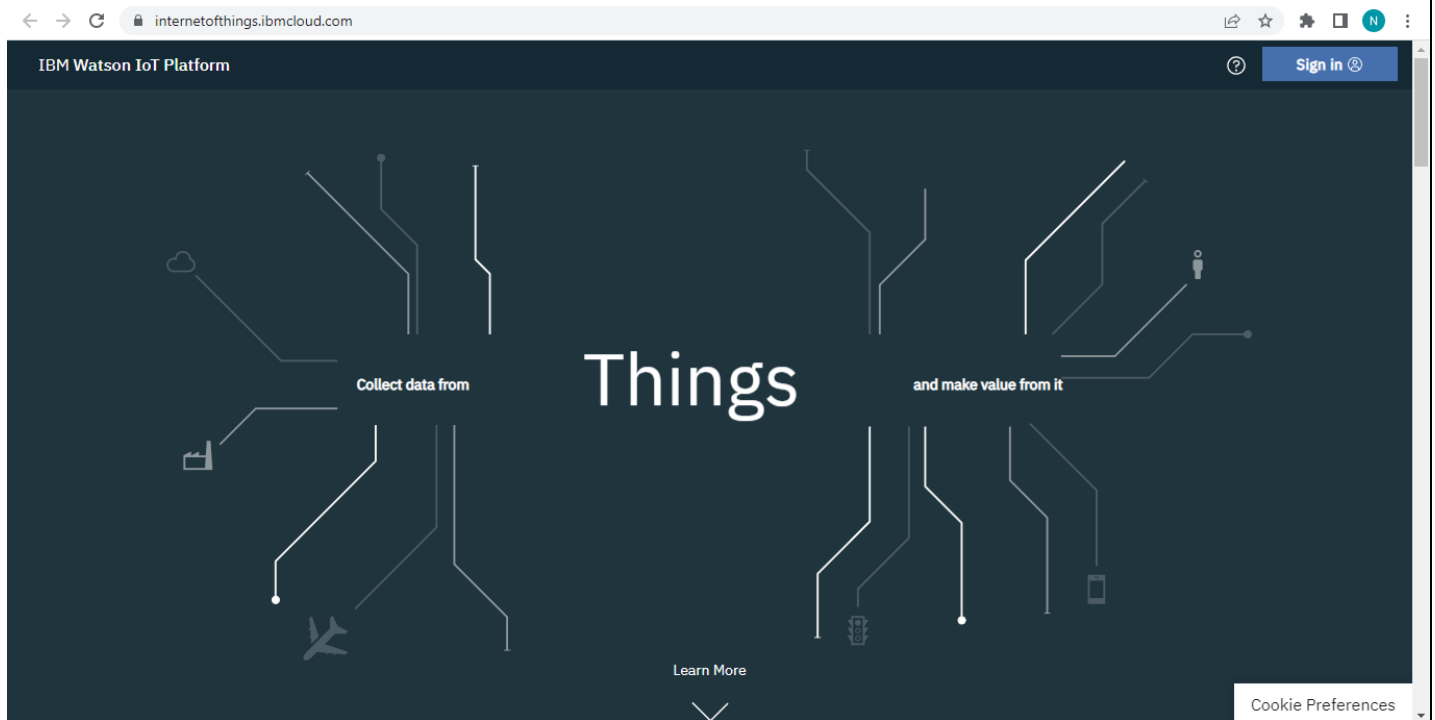 internetofthings.ibmcloud.com
N
IBM Watson IoT Platform
Sign in
Collect data from
Things
and make value from it
Learn More
Cookie Preferences